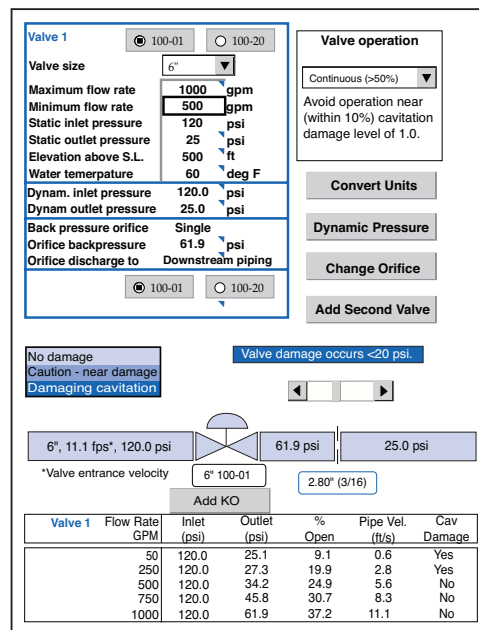 Valve 1 100-01 100-20
Valve size 6"
Maximum flow rate 1000 gpm
Minimum flow rate 500 gpm
Static inlet pressure 120 psi
Static outlet pressure 25 psi
Elevation above S.L. 500 ft
Water temerpature 60 deg F
Dynam. inlet pressure 120.0 psi
Dynam outlet pressure 25.0 psi
Back pressure orifice Single
Orifice backpressure 61.9 psi
Orifice discharge to Downstream piping
100-01 100-20
Valve operation
Continuous (>50%)
Avoid operation near
(within 10%) cavitation
damage level of 1.0.
Convert Units
Dynamic Pressure
Change Orifice
Add Second Valve
No damage
Caution - near damage
Damaging cavitation
Valve damage occurs <20 psi.
6", 11.1 fps*, 120.0 psi 61.9 psi 25.0 psi
*Valve entrance velocity 6" 100-01 2.80" (3/16)
Add KO
Valve 1 Flow Rate Inlet Outlet % Pipe Vel. Cav
GPM (psi) (psi) Open (ft/s) Damage
50 120.0 25.1 9.1 0.6 Yes
250 120.0 27.3 19.9 2.8 Yes
500 120.0 34.2 24.9 5.6 No
750 120.0 45.8 30.7 8.3 No
1000 120.0 61.9 37.2 11.1 No